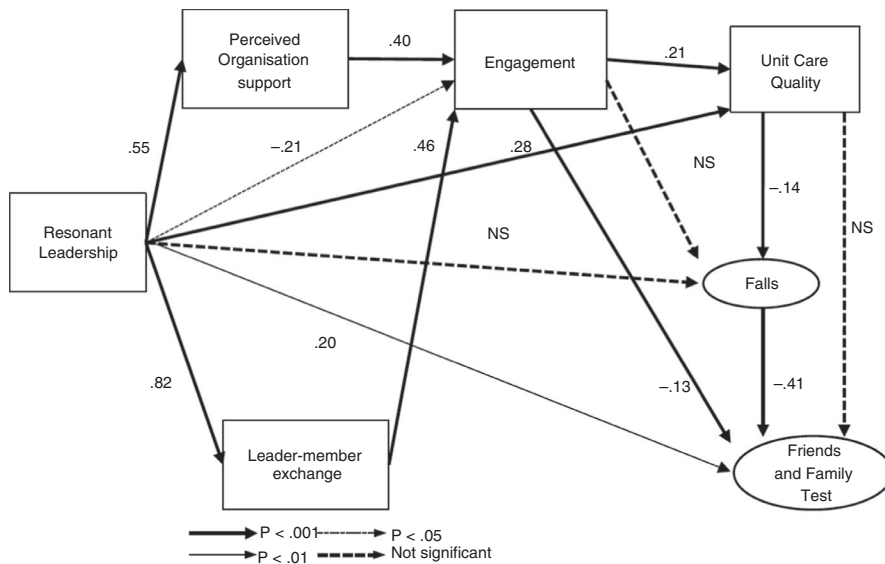 Perceived
Organisation
support
.40
Engagement
.21
Unit Care
Quality
.55
–.21
.46
.28
NS
–.14
Resonant
Leadership
NS
NS
Falls
.20
.82
–.13
–.41
Leader-member
exchange
Friends
and Family
Test
P < .001
P < .05
P < .01
Not significant